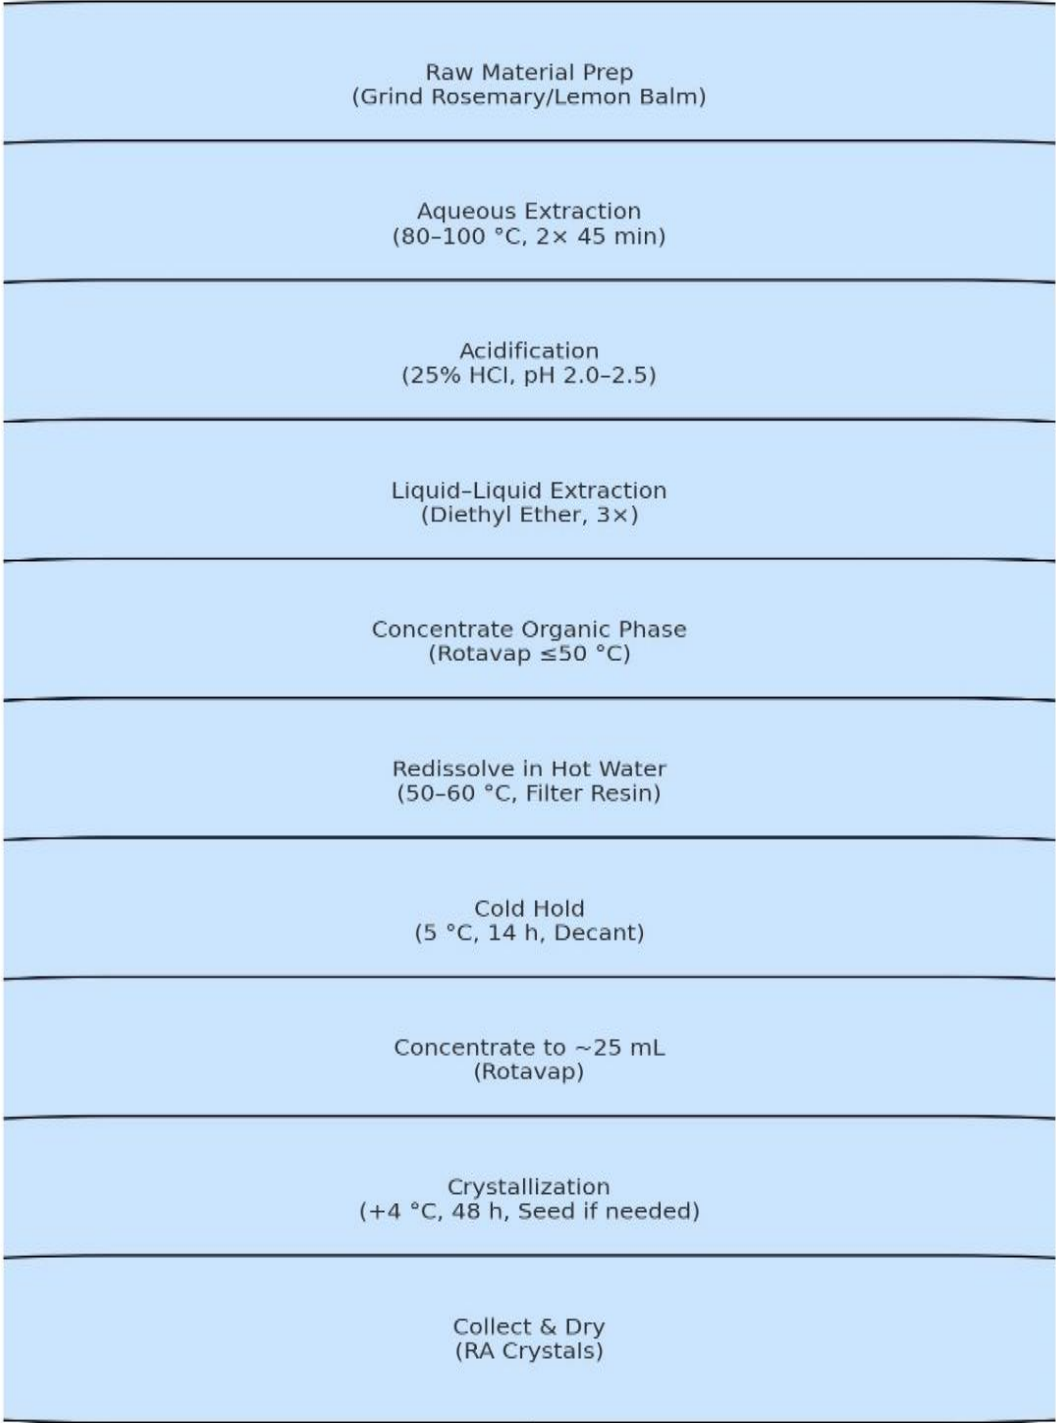 Raw Material Prep
(Grind Rosemary/Lemon Balm)
Aqueous Extraction
(80–100 °C, 2× 45 min)
Acidification
(25% HCl, pH 2.0–2.5)
Liquid–Liquid Extraction
(Diethyl Ether, 3×)
Concentrate Organic Phase
(Rotavap ≤50 °C)
Redissolve in Hot Water
(50–60 °C, Filter Resin)
Cold Hold
(5 °C, 14 h, Decant)
Concentrate to ~25 mL
(Rotavap)
Crystallization
(+4 °C, 48 h, Seed if needed)
Collect & Dry
(RA Crystals)